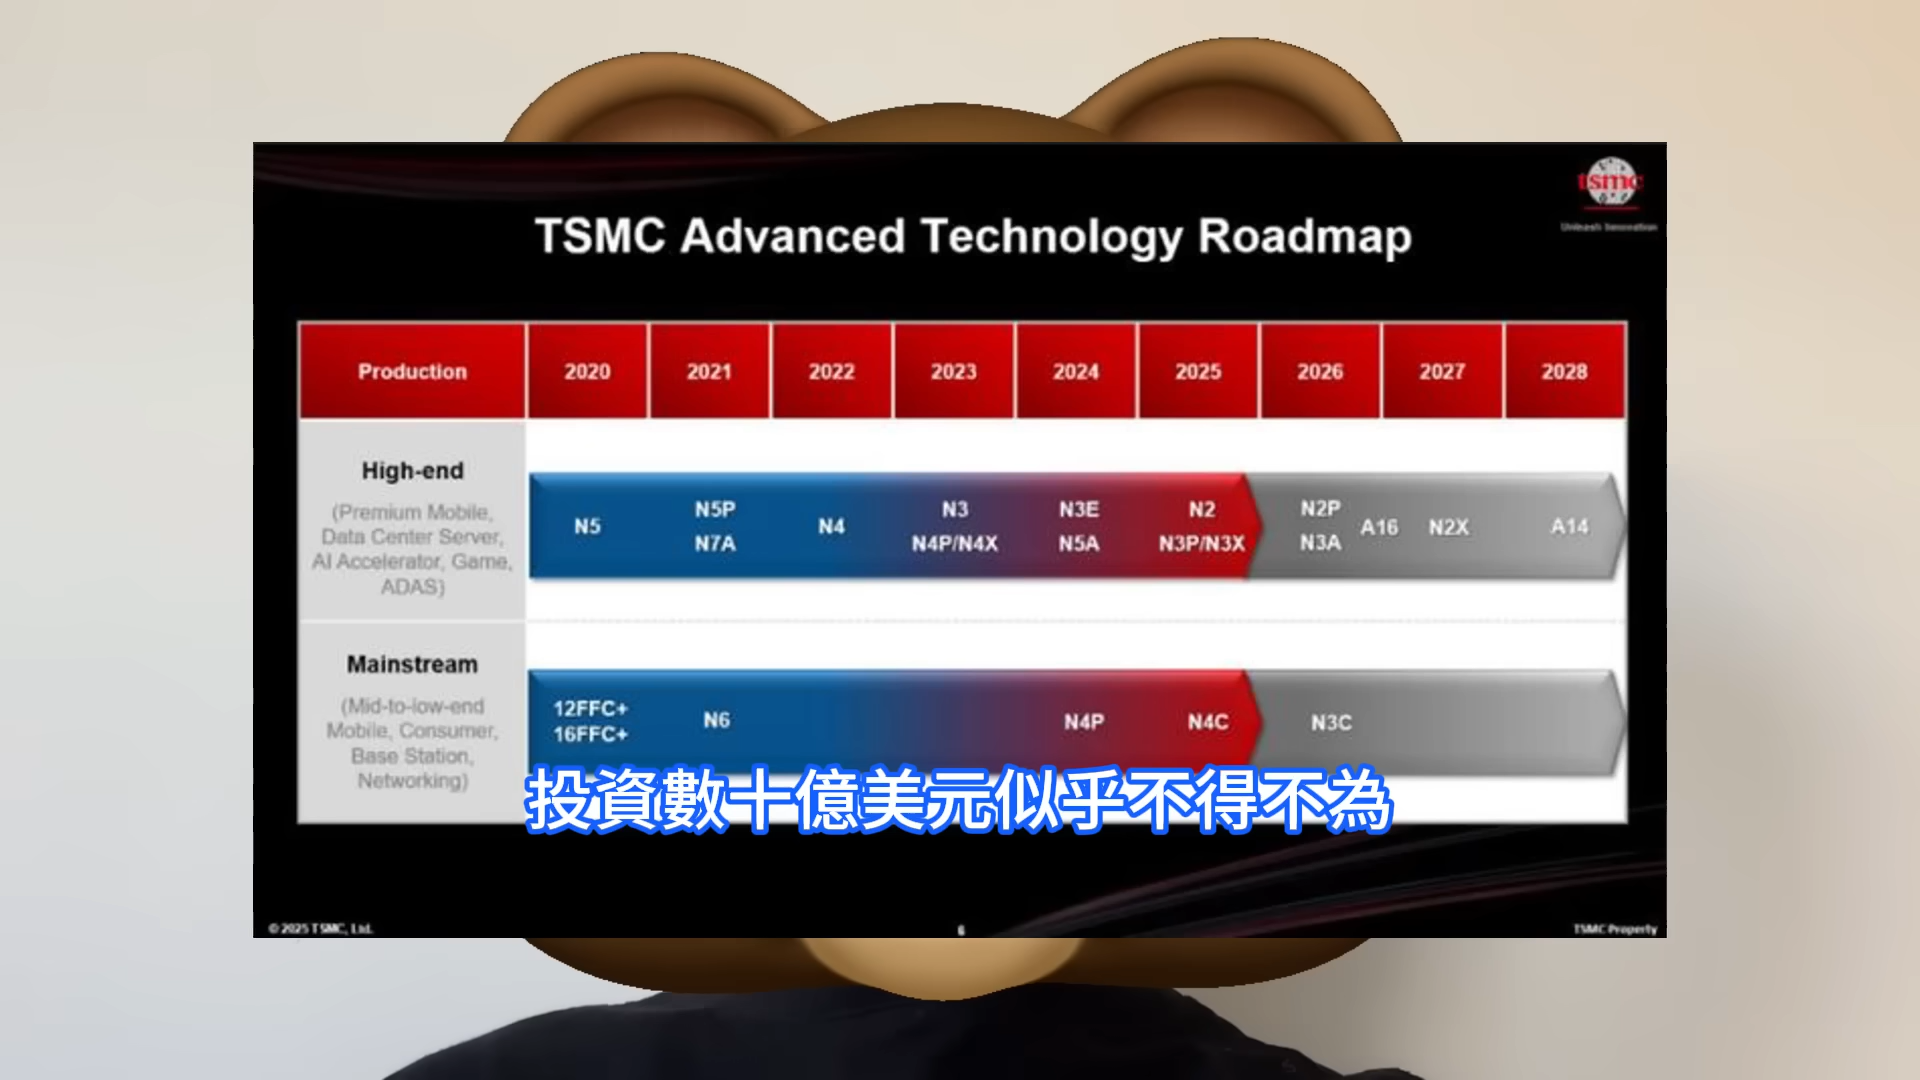 tsmc
Unleash Innovation
TSMC Advanced Technology Roadmap
Production 2020 2021 2022 2023 2024 2025 2026 2027 2028
High-end
(Premium Mobile,
Data Center Server,
AI Accelerator, Game,
ADAS)
N5
N5P
N7A
N4
N3
N4P/N4X
N3E
N5A
N2
N3P/N3X
N2P
N3A
A16
N2X
A14
Mainstream
(Mid-to-low-end
Mobile, Consumer,
Base Station,
Networking)
12FFC+
16FFC+
N6
N4P
N4C
N3C
投資數十億美元似乎不得不為
© 2025 TSMC, Ltd.
6
TSMC Property